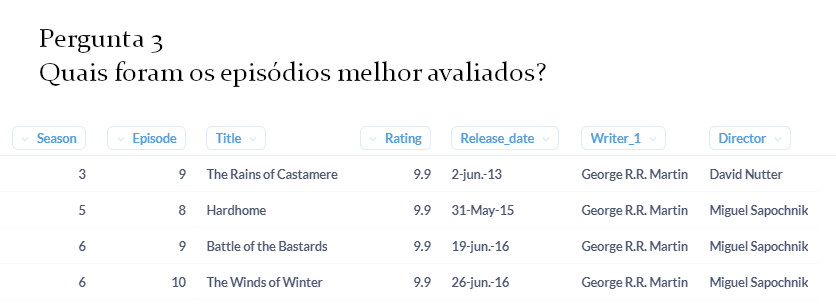 Pergunta 3
Quais foram os episódios melhor avaliados?
Season Episode Title Rating Release_date Writer_1 Director
3 9 The Rains of Castamere 9.9 2-jun.-13 George R.R. Martin David Nutter
5 8 Hardhome 9.9 31-May-15 George R.R. Martin Miguel Sapochnik
6 9 Battle of the Bastards 9.9 19-jun.-16 George R.R. Martin Miguel Sapochnik
6 10 The Winds of Winter 9.9 26-jun.-16 George R.R. Martin Miguel Sapochnik